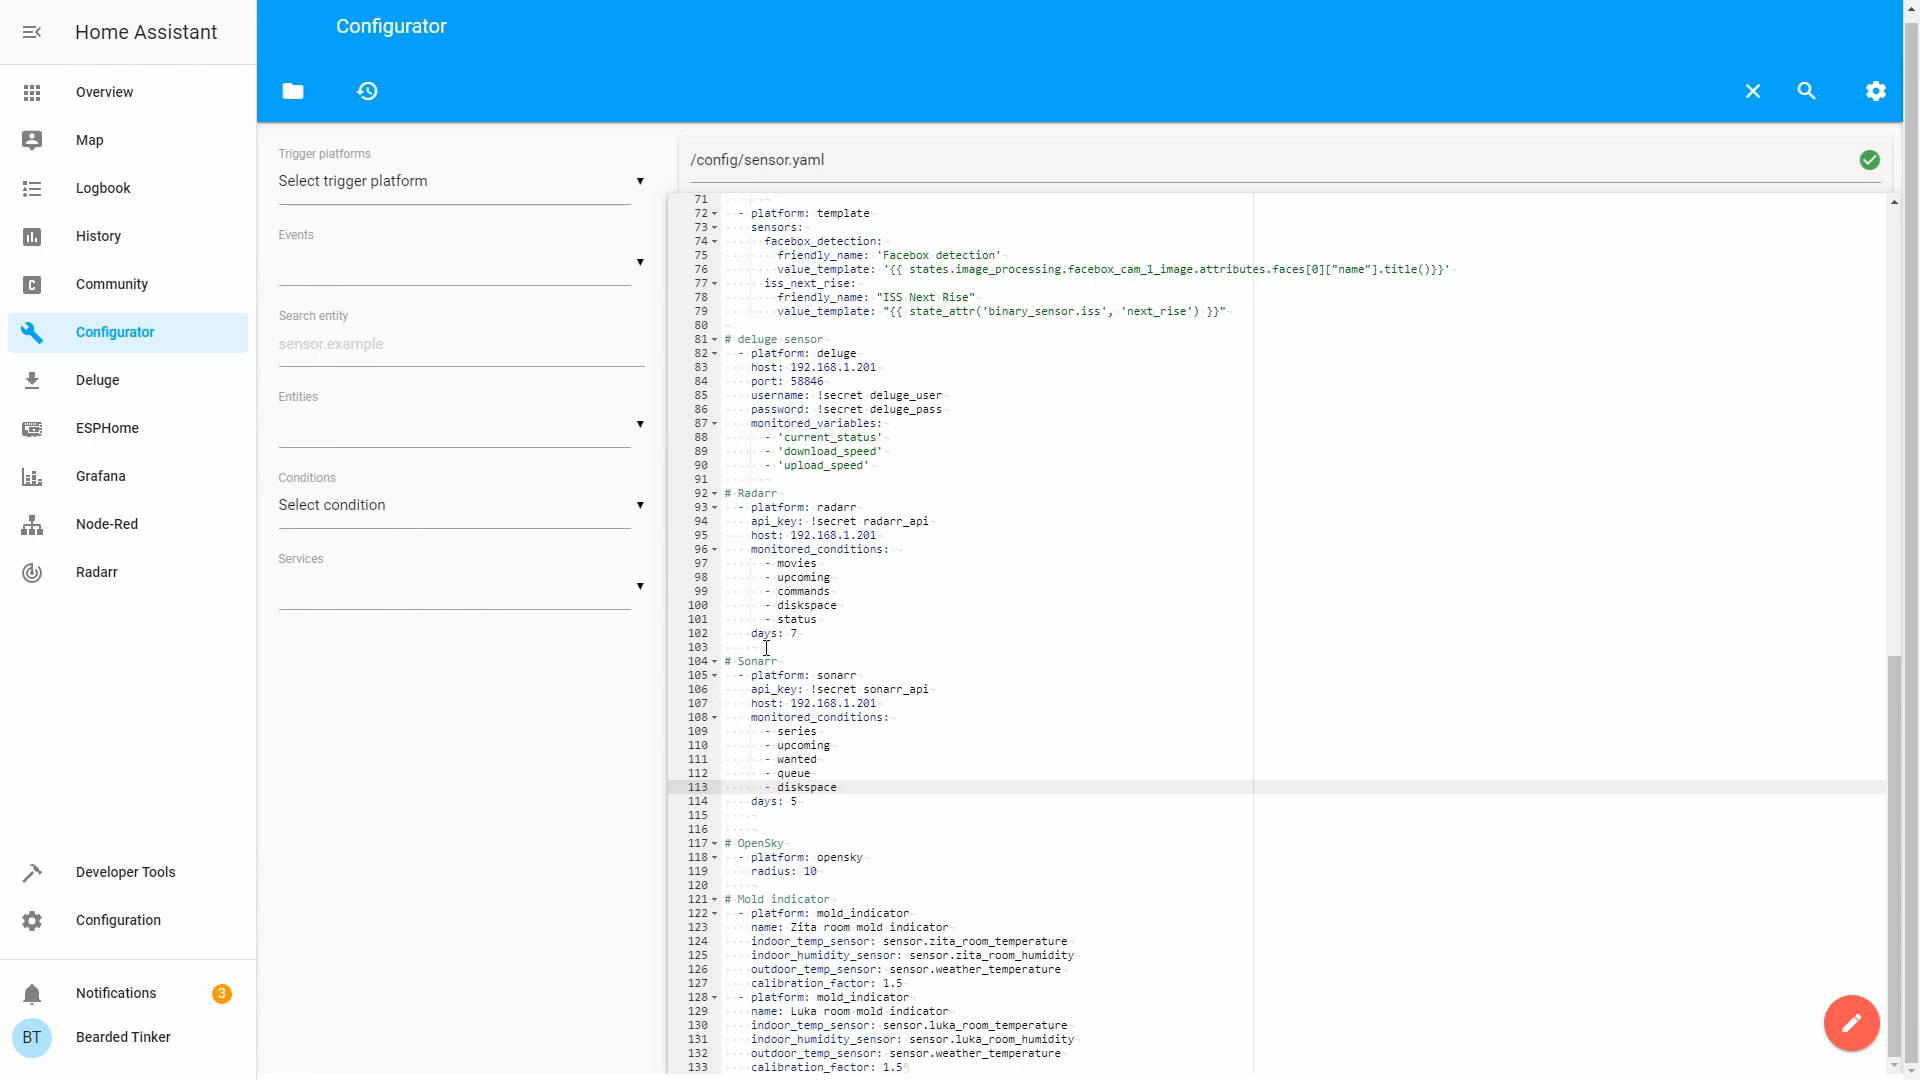 Home Assistant
Overview
Map
Logbook
History
Community
Configurator
Deluge
ESPHome
Grafana
Node-Red
Radarr
Developer Tools
Configuration
Notifications
3
BT
Bearded Tinker
Configurator
Trigger platforms
Select trigger platform
Events
Search entity
sensor.example
Entities
Conditions
Select condition
Services
/config/sensor.yaml
71
72 - platform: template
73 sensors:
74 facebox_detection:
75 friendly_name: 'Facebox detection'
76 value_template: '{{ states.image_processing.facebox_cam_1_image.attributes.faces[0]["name"].title()}}'
77 iss_next_rise:
78 friendly_name: "ISS Next Rise"
79 value_template: "{{ state_attr('binary_sensor.iss', 'next_rise') }}"
80
81 # deluge sensor
82 - platform: deluge
83 host: 192.168.1.201
84 port: 58846
85 username: !secret deluge_user
86 password: !secret deluge_pass
87 monitored_variables:
88 - 'current_status'
89 - 'download_speed'
90 - 'upload_speed'
91
92 # Radarr
93 - platform: radarr
94 api_key: !secret radarr_api
95 host: 192.168.1.201
96 monitored_conditions:
97 - movies
98 - upcoming
99 - commands
100 - diskspace
101 - status
102 days: 7
103
104 # Sonarr
105 - platform: sonarr
106 api_key: !secret sonarr_api
107 host: 192.168.1.201
108 monitored_conditions:
109 - series
110 - upcoming
111 - wanted
112 - queue
113 - diskspace
114 days: 5
115
116
117 # OpenSky
118 - platform: opensky
119 radius: 10
120
121 # Mold indicator
122 - platform: mold_indicator
123 name: Zita room mold indicator
124 indoor_temp_sensor: sensor.zita_room_temperature
125 indoor_humidity_sensor: sensor.zita_room_humidity
126 outdoor_temp_sensor: sensor.weather_temperature
127 calibration_factor: 1.5
128 - platform: mold_indicator
129 name: Luka room mold indicator
130 indoor_temp_sensor: sensor.luka_room_temperature
131 indoor_humidity_sensor: sensor.luka_room_humidity
132 outdoor_temp_sensor: sensor.weather_temperature
133 calibration_factor: 1.5